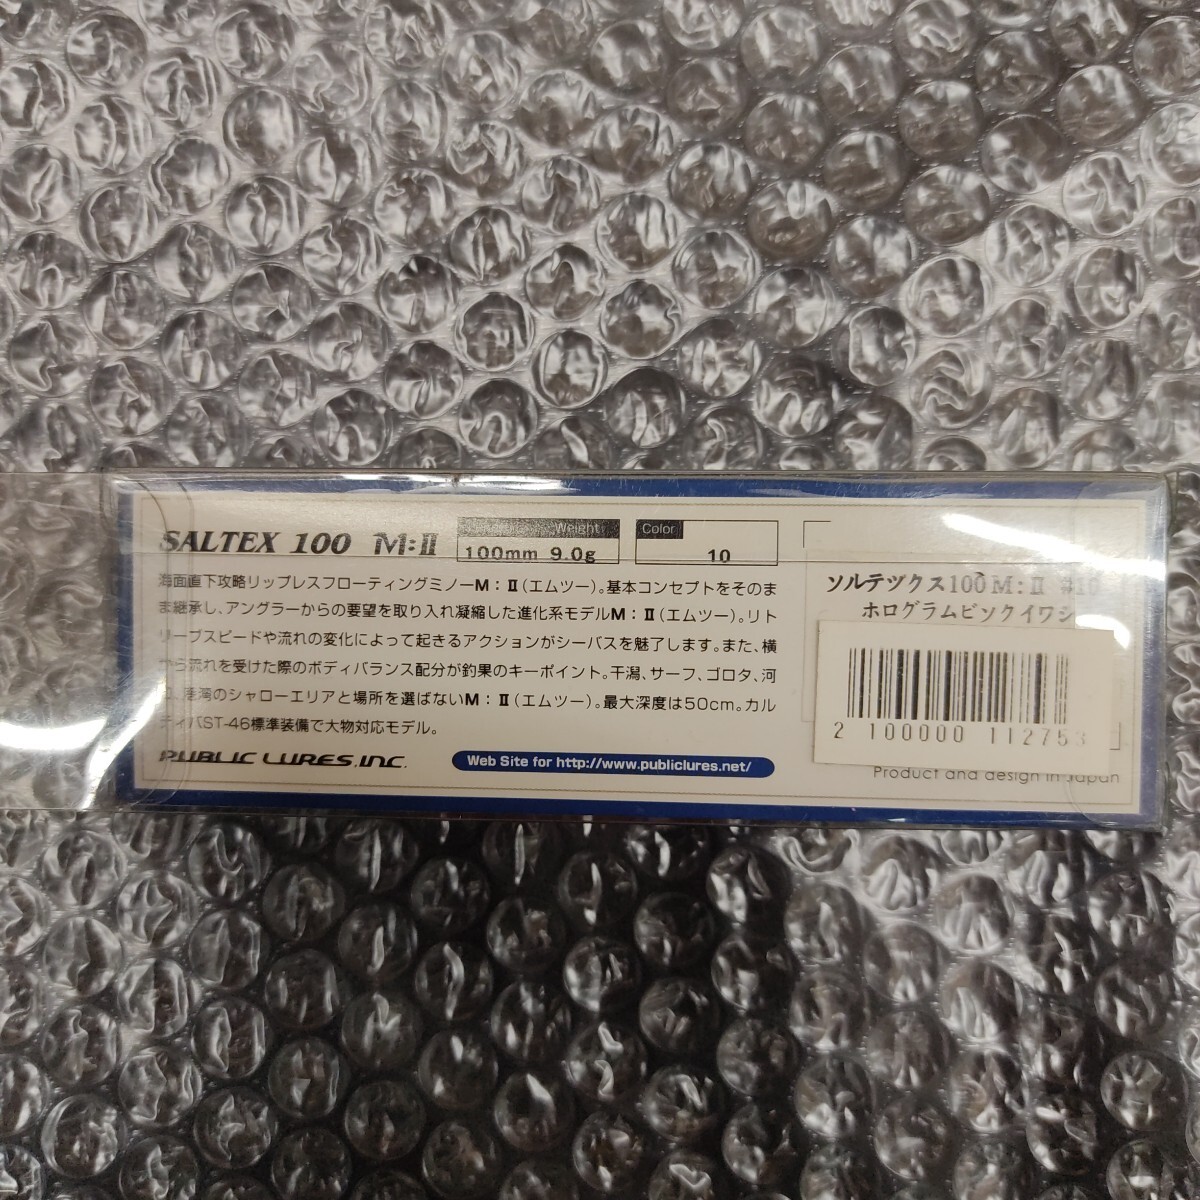 SALTEX 100 M:II
Weight
100mm 9.0g
Color
10
海面直下攻略リップレスフローティングミノーM:II(エムツー)。基本コンセプトをそのま
ま継承し、アングラーからの要望を取り入れ凝縮した進化系モデルM:II(エムツー)。リト
リーブスピードや流れの変化によって起きるアクションがシーバスを魅了します。また、横
から流れを受けた際のボディバランス配分が釣果のキーポイント。干潟、サーフ、ゴロタ、河
、港湾のシャローエリアと場所を選ばないM:II(エムツー)。最大深度は50cm。カル
ティバST-46標準装備で大物対応モデル。
PUBLIC LURES, INC.
Web Site for http://www.publiclures.net/
ソルテツクス100M:II #10
ホログラムピンクイワシ
2 100000 112753
Product and design in Japan